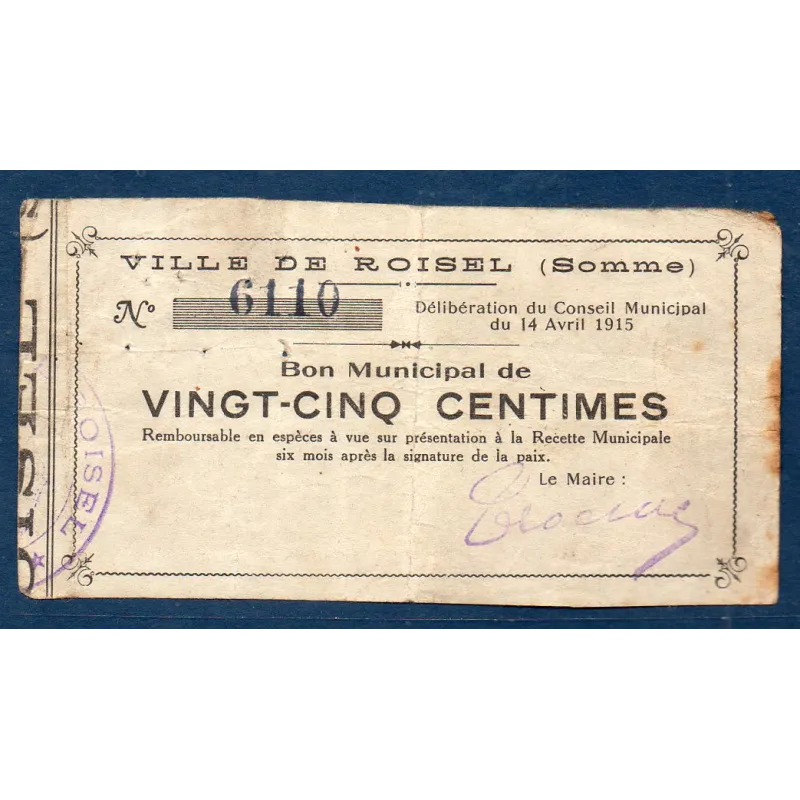 VILLE DE ROISEL (Somme)
No 6110
Délibération du Conseil Municipal
du 14 Avril 1915
Bon Municipal de
VINGT-CINQ CENTIMES
Remboursable en espèces à vue sur présentation à la Recette Municipale
six mois après la signature de la paix.
Le Maire :
OISEL